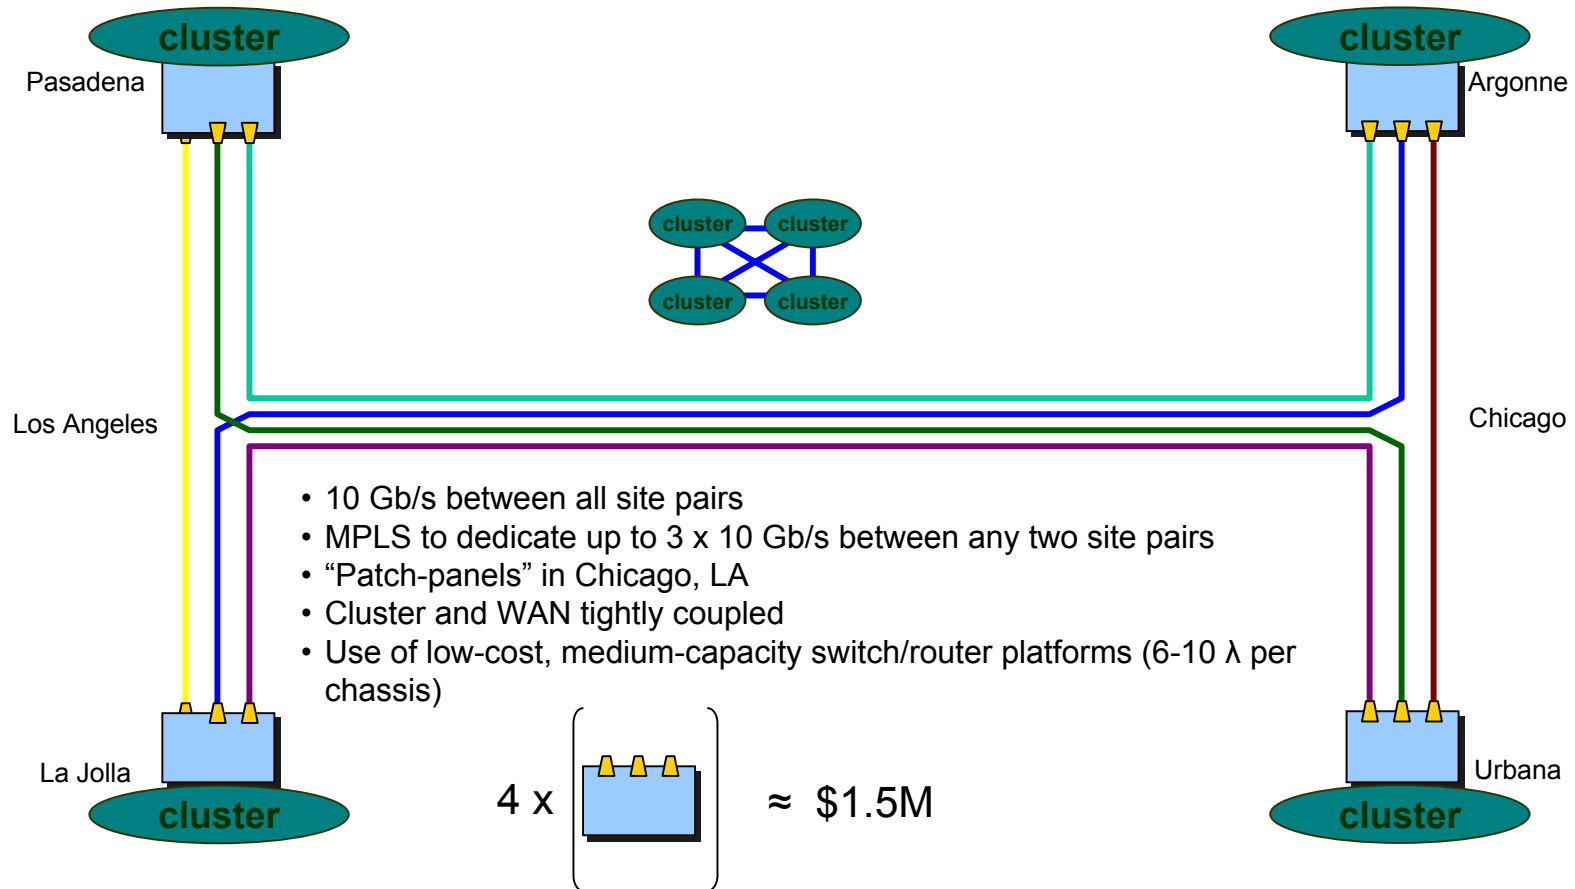 cluster
cluster
Pasadena
Argonne
cluster
cluster
cluster
cluster
Los Angeles
Chicago
• 10 Gb/s between all site pairs
• MPLS to dedicate up to 3 x 10 Gb/s between any two site pairs
• “Patch-panels” in Chicago, LA
• Cluster and WAN tightly coupled
• Use of low-cost, medium-capacity switch/router platforms (6-10 λ per
chassis)
La Jolla
Urbana
4 x ≈ $1.5M
cluster
cluster